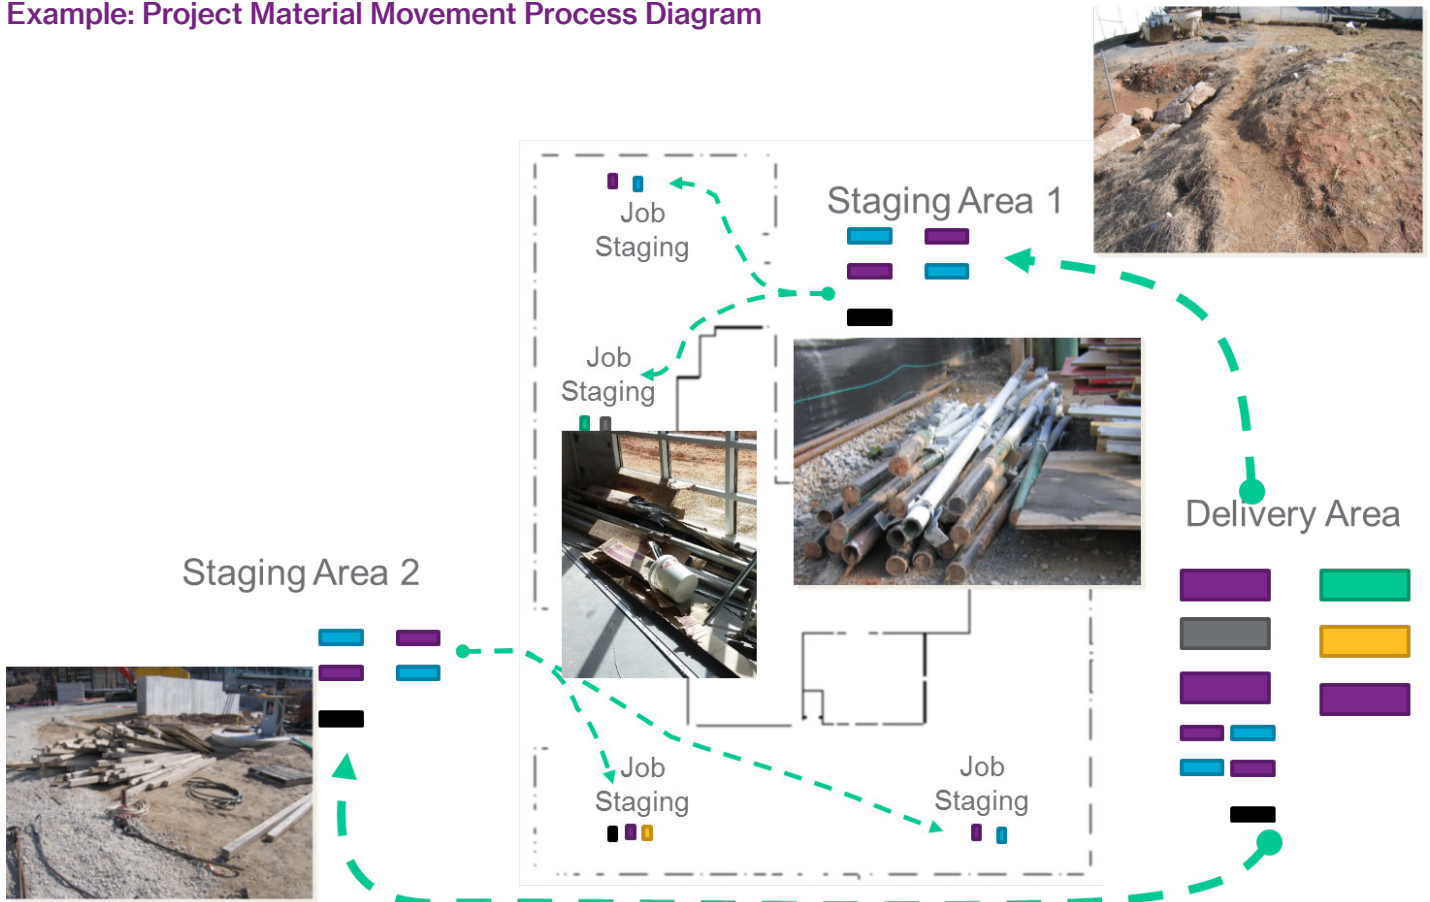 Example: Project Material Movement Process Diagram
Staging Area 1
Job
Staging
Job
Staging
Delivery Area
Staging Area 2
Job
Staging
Job
Staging